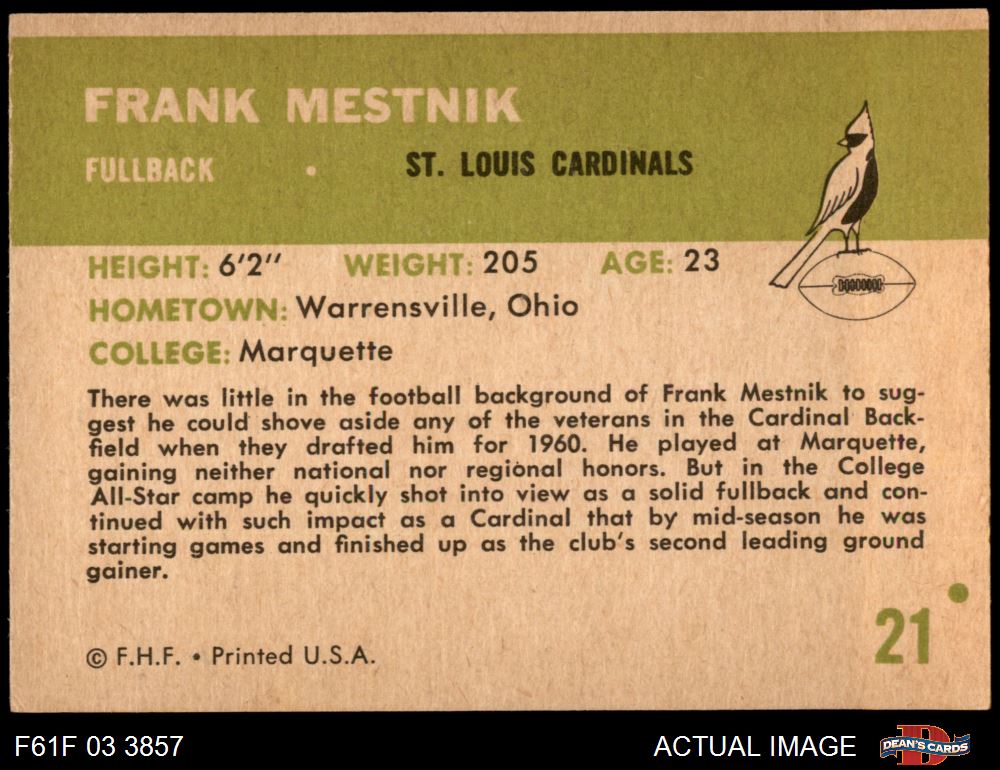 FRANK MESTNIK
FULLBACK • ST. LOUIS CARDINALS
HEIGHT: 6'2" WEIGHT: 205 AGE: 23
HOMETOWN: Warrensville, Ohio
COLLEGE: Marquette
There was little in the football background of Frank Mestnik to sug-
gest he could shove aside any of the veterans in the Cardinal Back-
field when they drafted him for 1960. He played at Marquette,
gaining neither national nor regional honors. But in the College
All-Star camp he quickly shot into view as a solid fullback and con-
tinued with such impact as a Cardinal that by mid-season he was
starting games and finished up as the club's second leading ground
gainer.
21
© F.H.F. • Printed U.S.A.
F61F 03 3857 ACTUAL IMAGE DEAN'S CARDS